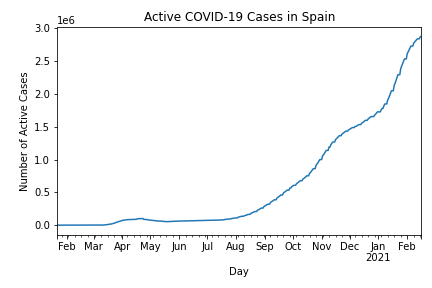 Active COVID-19 Cases in Spain
1e6
3.0
2.5
2.0
1.5
1.0
0.5
0.0
Number of Active Cases
Feb Mar Apr May Jun Jul Aug Sep Oct Nov Dec Jan Feb
2021
Day